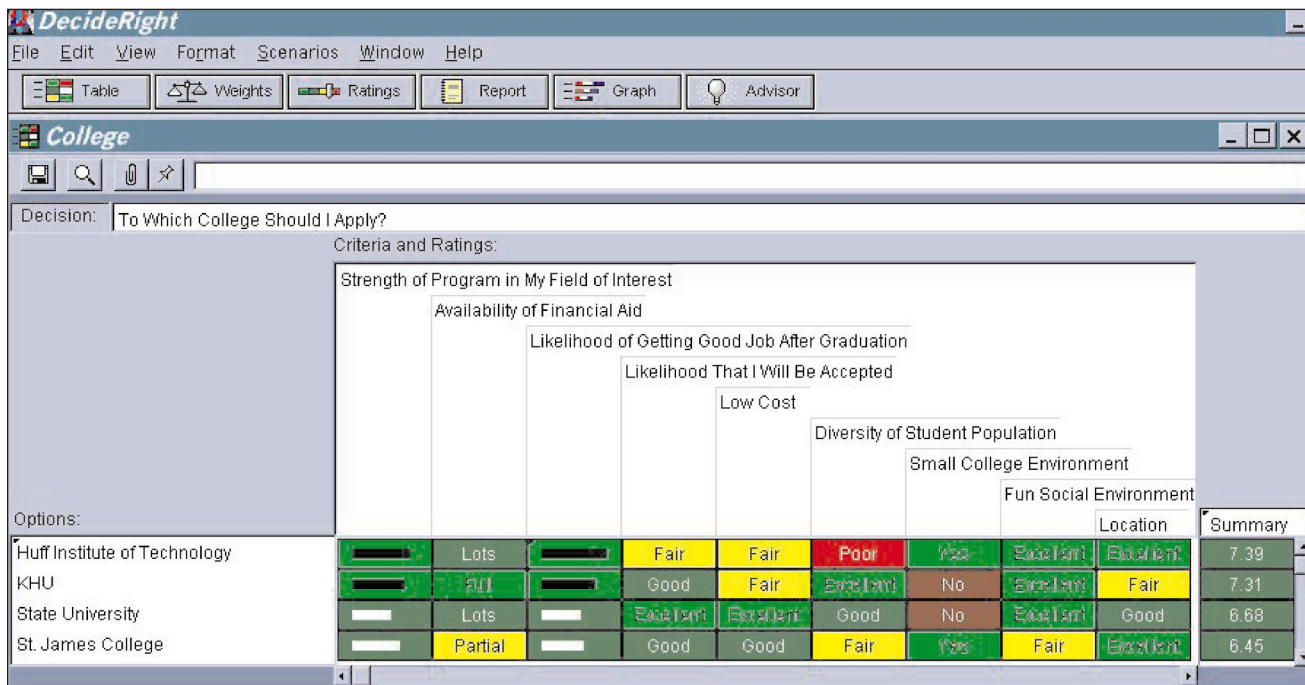 DecideRight
File Edit View Format Scenarios Window Help
Table Weights Ratings Report Graph Advisor
College
Decision: To Which College Should I Apply?
Criteria and Ratings:
Strength of Program in My Field of Interest
Availability of Financial Aid
Likelihood of Getting Good Job After Graduation
Likelihood That I Will Be Accepted
Low Cost
Diversity of Student Population
Small College Environment
Fun Social Environment
Options: Location Summary
Huff Institute of Technology Lots Fair Fair Poor Yes Excellent Excellent 7.39
KHU Full Good Fair Excellent No Excellent Fair 7.31
State University Lots Excellent Excellent Good No Excellent Good 6.68
St. James College Partial Good Good Fair Yes Fair Excellent 6.45